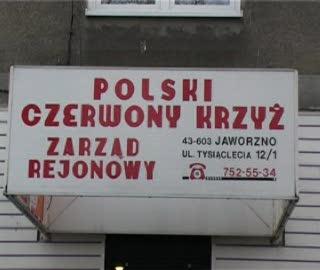 POLSKI
CZERWONY KRZYŻ
ZARZĄD
REJONOWY
43-603 JAWORZNO
UL. TYSIĄCLECIA 12/1
752-55-34